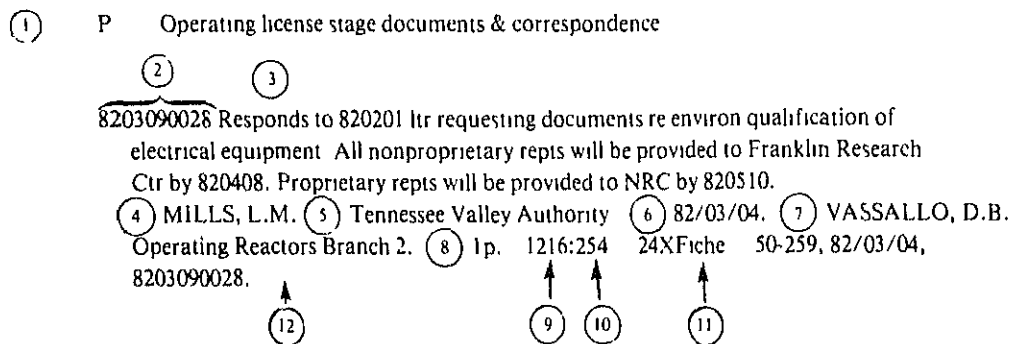 ① P Operating license stage documents & correspondence
② ③
8203090028 Responds to 820201 ltr requesting documents re environ qualification of
electrical equipment All nonproprietary repts will be provided to Franklin Research
Ctr by 820408. Proprietary repts will be provided to NRC by 820510.
④ MILLS, L.M. ⑤ Tennessee Valley Authority ⑥ 82/03/04. ⑦ VASSALLO, D.B.
Operating Reactors Branch 2. ⑧ 1p. 1216:254 24XFiche 50-259, 82/03/04,
8203090028.
⑫ ⑨ ⑩ ⑪